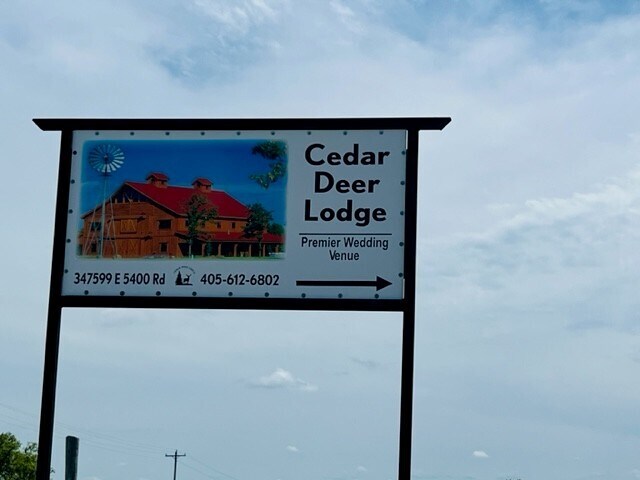 Cedar
Deer
Lodge
Premier Wedding
Venue
347599 E 5400 Rd 405-612-6802